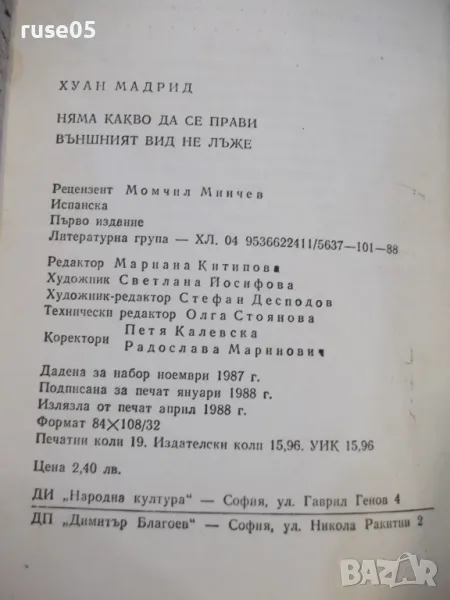 ruse05
ХУАН МАДРИД
НЯМА КАКВО ДА СЕ ПРАВИ
ВЪНШНИЯТ ВИД НЕ ЛЪЖЕ
Рецензент Момчил Минчев
Испанска
Първо издание
Литературна група — ХЛ. 04 9536622411/5637—101—88
Редактор Мариана Китипова
Художник Светлана Йосифова
Художник-редактор Стефан Десподов
Технически редактор Олга Стоянова
Коректори Петя Калевска
Радослава Маринович
Дадена за набор ноември 1987 г.
Подписана за печат януари 1988 г.
Излязла от печат април 1988 г.
Формат 84×108/32
Печатни коли 19. Издателски коли 15,96. УИК 15,96
Цена 2,40 лв.
ДИ „Народна култура“ — София, ул. Гаврил Генов 4
ДП „Димитър Благоев“ — София, ул. Никола Ракитин 2
bazar.bg